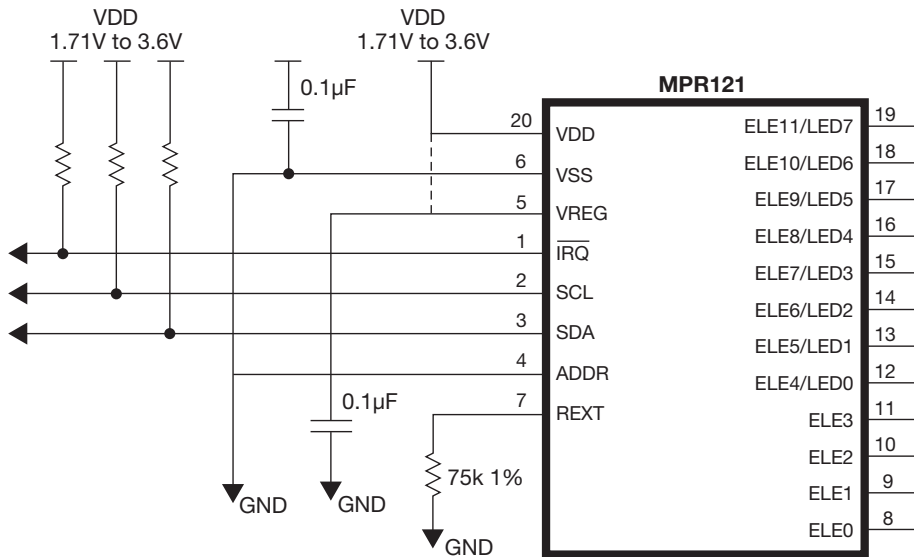 VDD
1.71V to 3.6V
VDD
1.71V to 3.6V
0.1µF
MPR121
20
VDD
6
VSS
5
VREG
1
IRQ
2
SCL
3
SDA
4
ADDR
7
REXT
ELE11/LED7
19
ELE10/LED6
18
ELE9/LED5
17
ELE8/LED4
16
ELE7/LED3
15
ELE6/LED2
14
ELE5/LED1
13
ELE4/LED0
12
ELE3
11
ELE2
10
ELE1
9
ELE0
8
0.1µF
75k 1%
GND
GND
GND